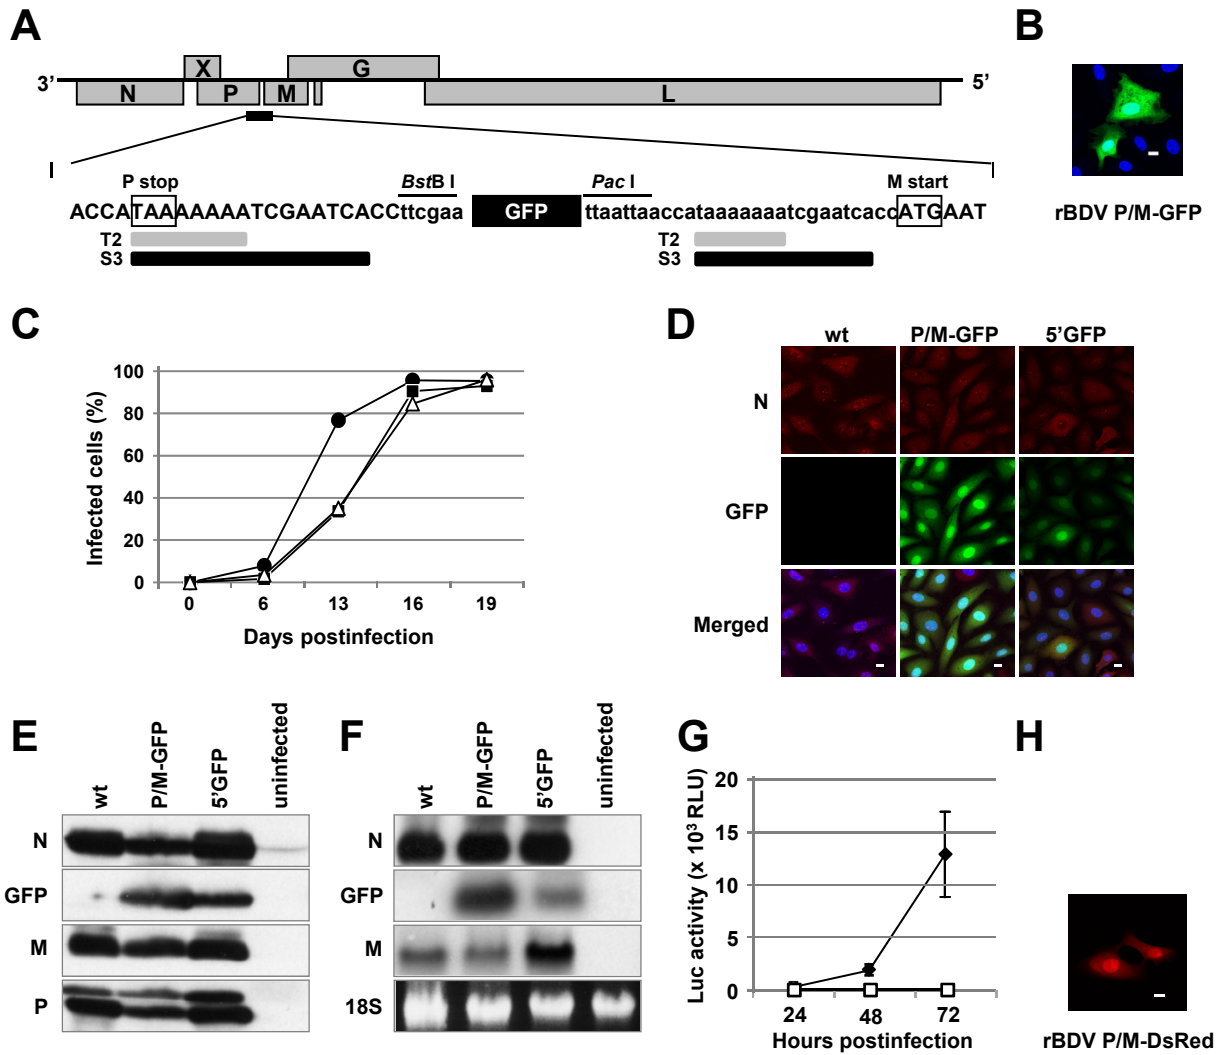 A
B
X
G
3’
5’
N
P
M
L
P stop
BstB I
Pac I
M start
ACCATAAAAAAATCGAATCACCttcgaa
GFP
ttaattaaccataaaaaaatcgaatcaccATGAAT
T2
T2
S3
S3
rBDV P/M-GFP
C
D
wt
P/M-GFP
5’GFP
Infected cells (%)
100
80
60
40
20
0
0
6
13
16
19
Days postinfection
N
GFP
Merged
E
wt
P/M-GFP
5’GFP
uninfected
N
GFP
M
P
F
wt
P/M-GFP
5’GFP
uninfected
N
GFP
M
18S
G
Luc activity (x 10³ RLU)
20
15
10
5
0
24
48
72
Hours postinfection
H
rBDV P/M-DsRed